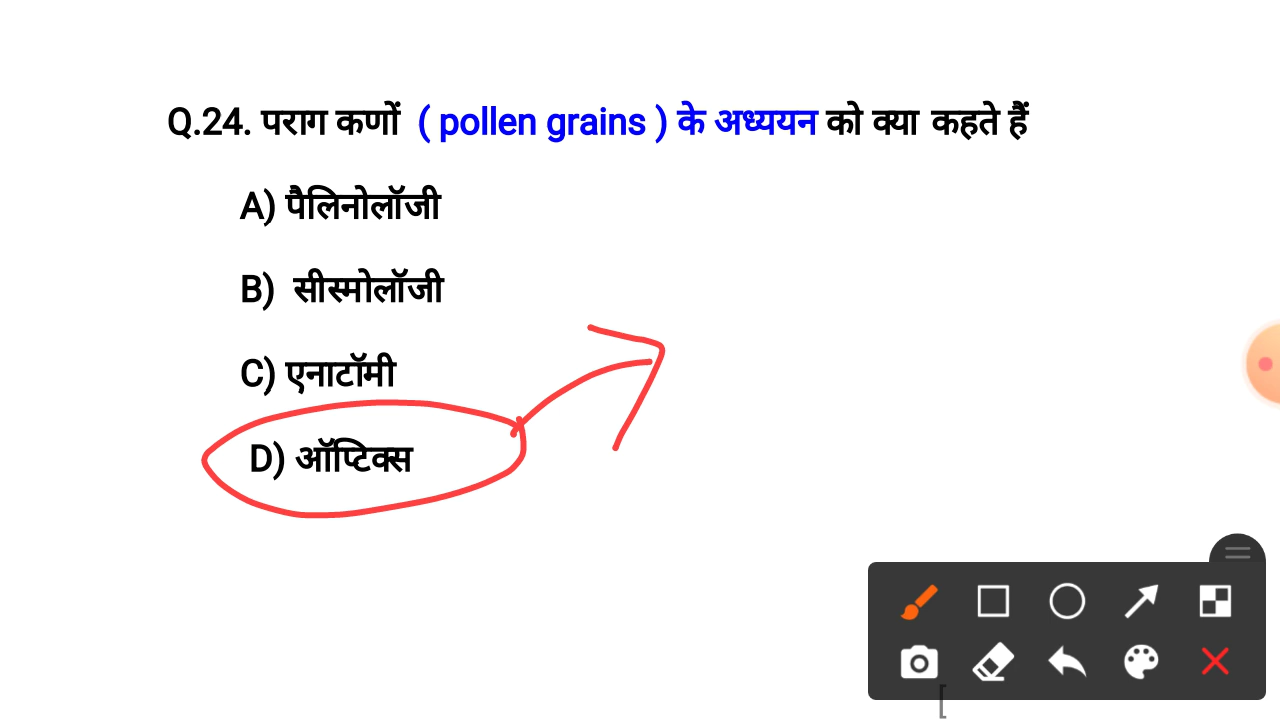 Q.24. पराग कणों ( pollen grains ) के अध्ययन को क्या कहते हैं
A) पैलिनोलॉजी
B) सीस्मोलॉजी
C) एनाटॉमी
D) ऑप्टिक्स
[